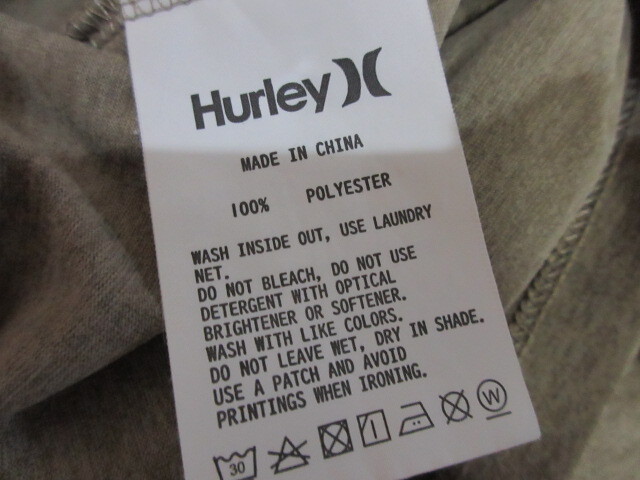 Hurley
MADE IN CHINA
100% POLYESTER
WASH INSIDE OUT, USE LAUNDRY
NET.
DO NOT BLEACH, DO NOT USE
DETERGENT WITH OPTICAL
BRIGHTENER OR SOFTENER.
WASH WITH LIKE COLORS.
DO NOT LEAVE WET, DRY IN SHADE.
USE A PATCH AND AVOID
PRINTINGS WHEN IRONING.
30 W